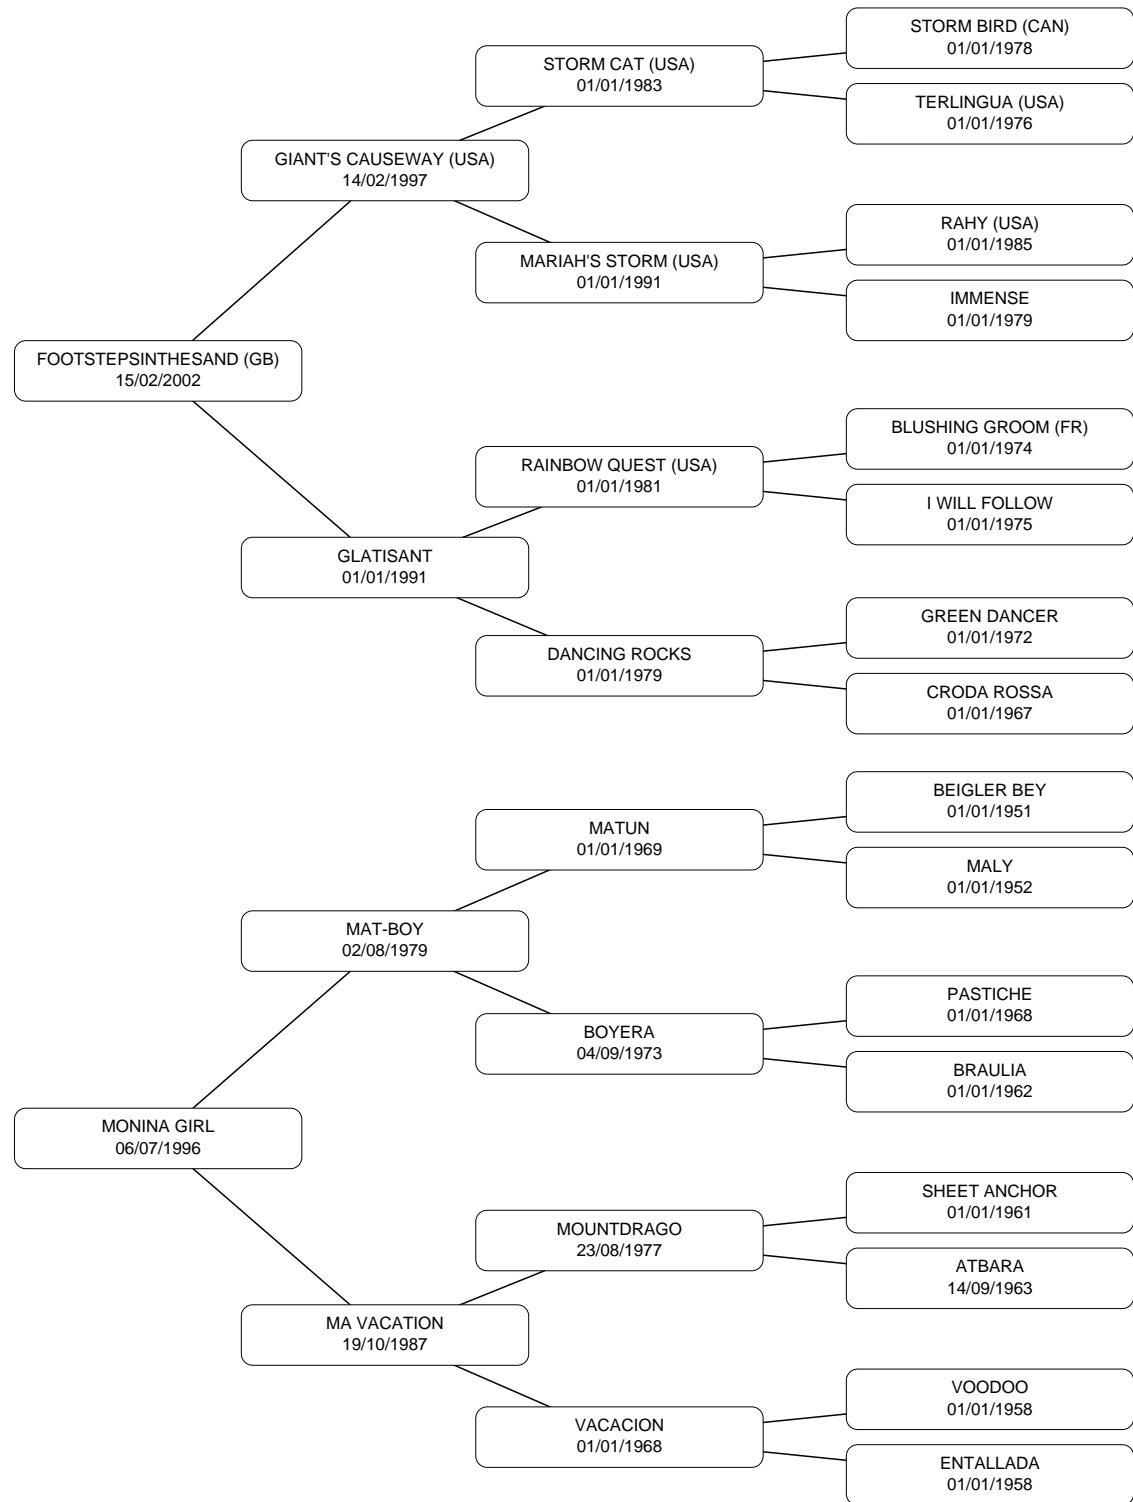 STORM BIRD (CAN)
01/01/1978
STORM CAT (USA)
01/01/1983
TERLINGUA (USA)
01/01/1976
GIANT'S CAUSEWAY (USA)
14/02/1997
RAHY (USA)
01/01/1985
MARIAH'S STORM (USA)
01/01/1991
IMMENSE
01/01/1979
FOOTSTEPSINTHESAND (GB)
15/02/2002
BLUSHING GROOM (FR)
01/01/1974
RAINBOW QUEST (USA)
01/01/1981
I WILL FOLLOW
01/01/1975
GLATISANT
01/01/1991
GREEN DANCER
01/01/1972
DANCING ROCKS
01/01/1979
CRODA ROSSA
01/01/1967
BEIGLER BEY
01/01/1951
MATUN
01/01/1969
MALY
01/01/1952
MAT-BOY
02/08/1979
PASTICHE
01/01/1968
BOYERA
04/09/1973
BRAULIA
01/01/1962
MONINA GIRL
06/07/1996
SHEET ANCHOR
01/01/1961
MOUNTDRAGO
23/08/1977
ATBARA
14/09/1963
MA VACATION
19/10/1987
VOODOO
01/01/1958
VACACION
01/01/1968
ENTALLADA
01/01/1958